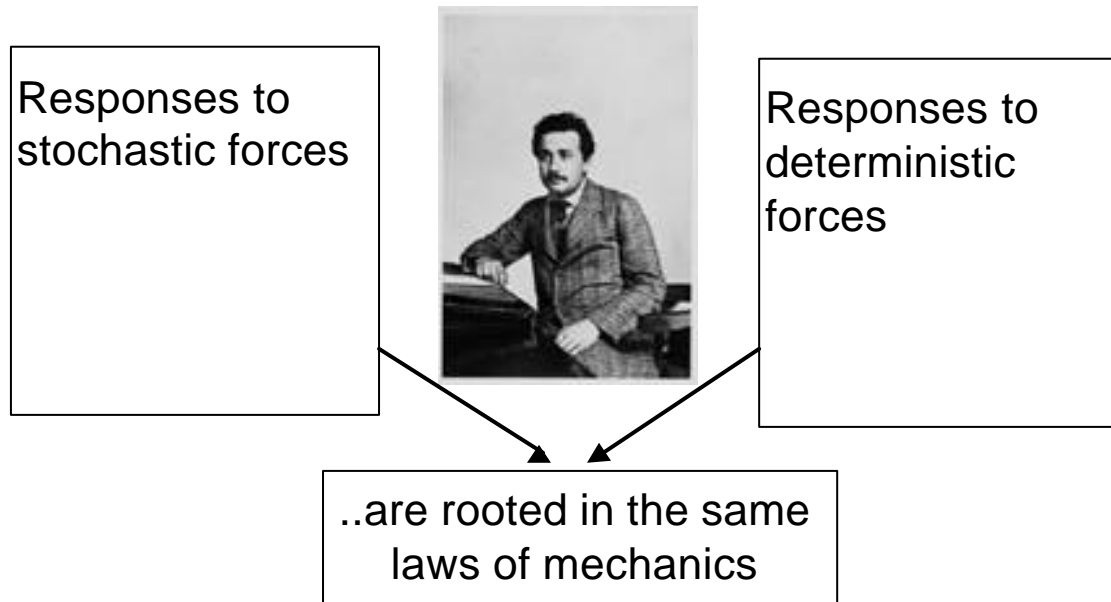 Responses to
stochastic forces
Responses to
deterministic
forces
..are rooted in the same
laws of mechanics